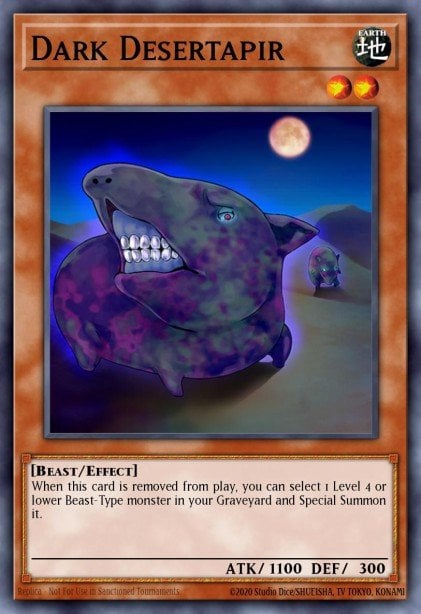 DARK DESERTAPIR
EARTH
地
[BEAST/EFFECT]
When this card is removed from play, you can select 1 Level 4 or
lower Beast-Type monster in your Graveyard and Special Summon
it.
ATK/ 1100 DEF/ 300
Replica - Not For Use in Sanctioned Tournaments
©2020 Studio Dice/SHUEISHA, TV TOKYO, KONAMI